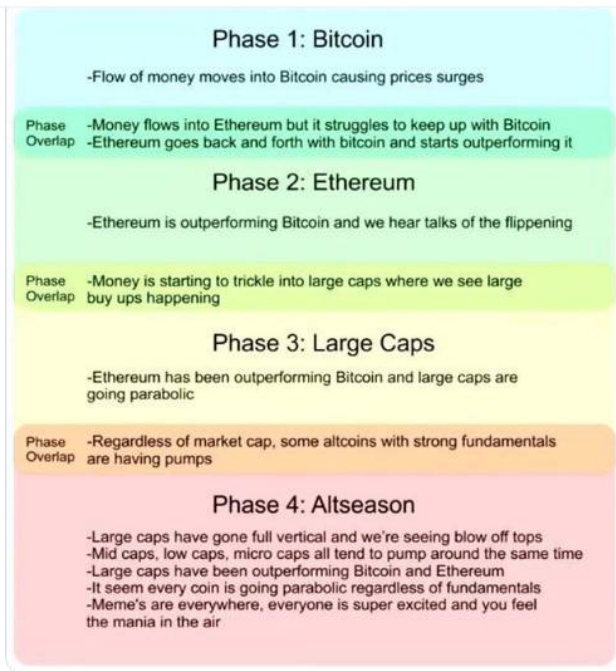 Phase 1: Bitcoin
-Flow of money moves into Bitcoin causing prices surges
Phase Overlap
-Money flows into Ethereum but it struggles to keep up with Bitcoin
-Ethereum goes back and forth with bitcoin and starts outperforming it
Phase 2: Ethereum
-Ethereum is outperforming Bitcoin and we hear talks of the flippening
Phase Overlap
-Money is starting to trickle into large caps where we see large
buy ups happening
Phase 3: Large Caps
-Ethereum has been outperforming Bitcoin and large caps are
going parabolic
Phase Overlap
-Regardless of market cap, some altcoins with strong fundamentals
are having pumps
Phase 4: Altseason
-Large caps have gone full vertical and we're seeing blow off tops
-Mid caps, low caps, micro caps all tend to pump around the same time
-Large caps have been outperforming Bitcoin and Ethereum
-It seem every coin is going parabolic regardless of fundamentals
-Meme's are everywhere, everyone is super excited and you feel
the mania in the air